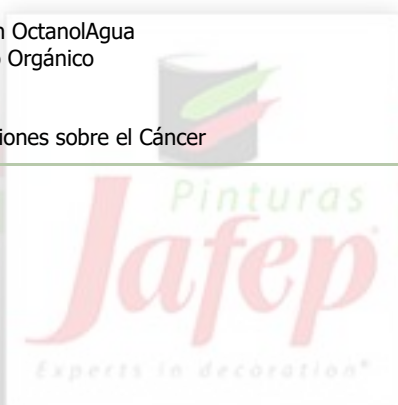 n OctanolAgua
o Orgánico
iones sobre el Cáncer
Pinturas
Jafep
Experts in decoration*